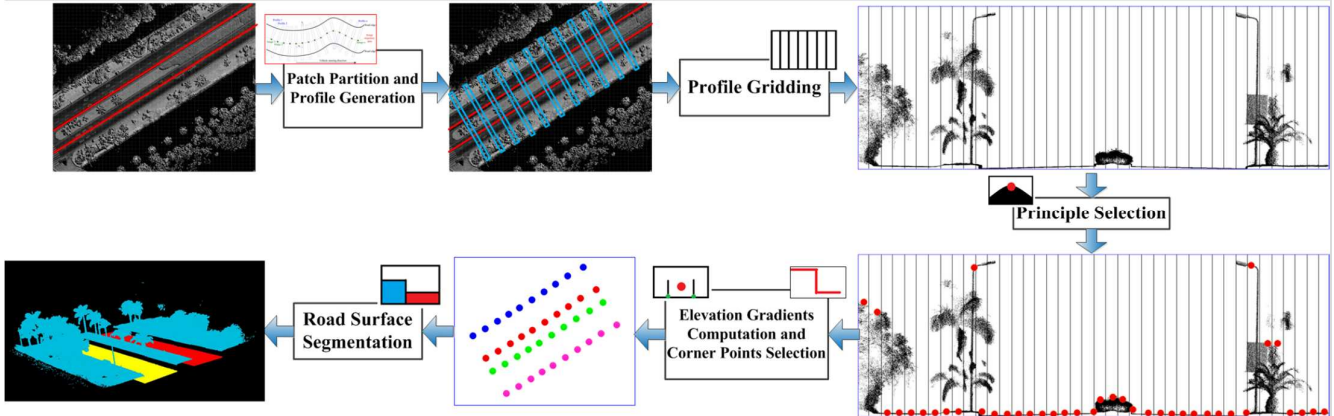 Patch Partition and
Profile Generation
Profile Gridding
Principle Selection
Elevation Gradients
Computation and
Corner Points Selection
Road Surface
Segmentation